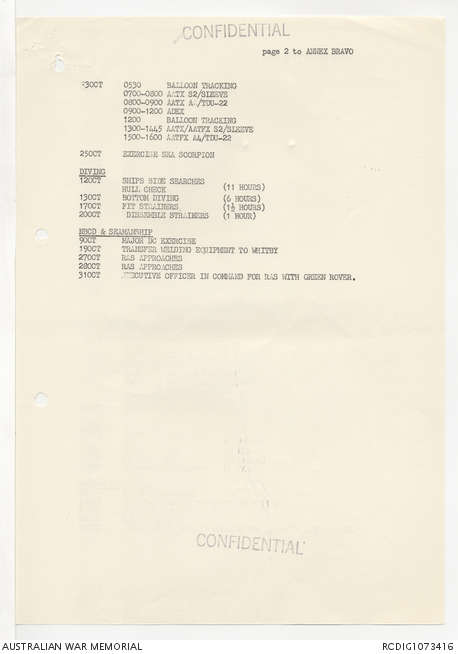 CONFIDENTIAL
page 2 to ANNEX BRAVO
23OCT 0530 BALLOON TRACKING
0700-0800 AATX S2/SLEEVE
0800-0900 AATX A4/TDU-22
0900-1200 ADEX
1200 BALLOON TRACKING
1300-1445 AATX/AATFX S2/SLEEVE
1500-1600 AATFX A4/TDU-22
25OCT EXERCISE SEA SCORPION
DIVING
12OCT SHIPS SIDE SEARCHES
HULL CHECK (11 HOURS)
13OCT BOTTOM DIVING (6 HOURS)
17OCT FIT STRAINERS (1½ HOURS)
20OCT DISSEMBLE STRAINERS (1 HOUR)
NBCD & SEAMANSHIP
9OCT MAJOR DC EXERCISE
19OCT TRANSFER WELDING EQUIPMENT TO WHITBY
27OCT RAS APPROACHES
28OCT RAS APPROACHES
31OCT EXECUTIVE OFFICER IN COMMAND FOR RAS WITH GREEN ROVER.
CONFIDENTIAL
AUSTRALIAN WAR MEMORIAL
RCDIG1073416